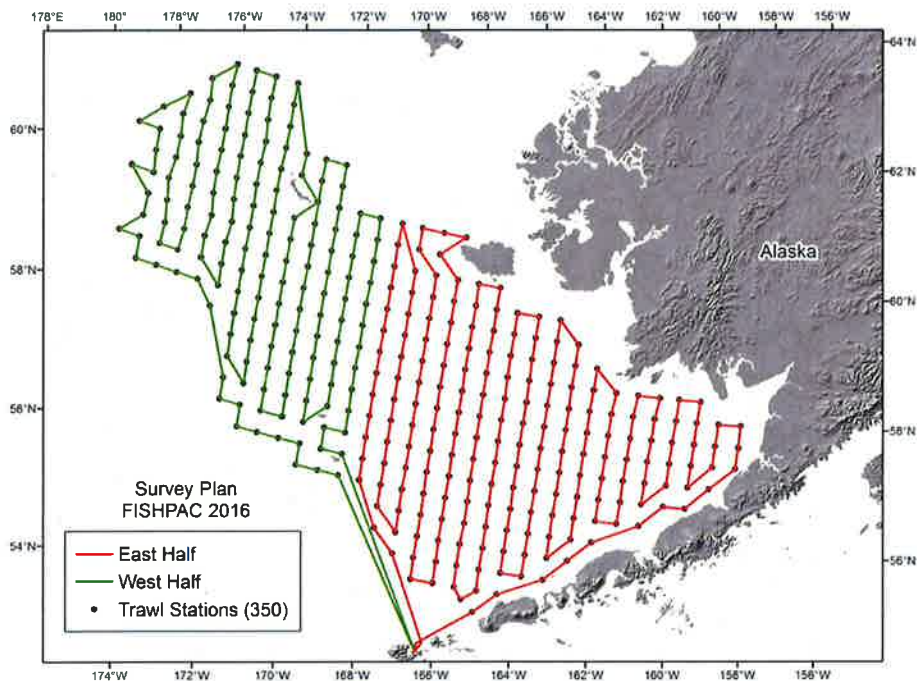 178°E 180° 178°W 176°W 174°W 172°W 170°W 168°W 166°W 164°W 162°W 160°W 158°W 156°W
64°N
60°N
62°N
Alaska
58°N
60°N
56°N
58°N
Survey Plan
FISHPAC 2016
54°N
56°N
East Half
West Half
Trawl Stations (350)
174°W 172°W 170°W 168°W 166°W 164°W 162°W 160°W 158°W 156°W